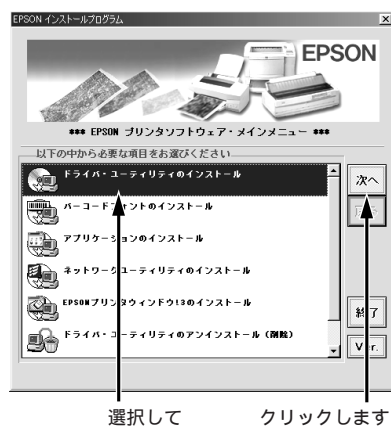 EPSON インストールプログラム
EPSON
*** EPSON プリンタソフトウェア・メインメニュー ***
以下の中から必要な項目をお選びください
ドライバ・ユーティリティのインストール
次へ
バーコードフォントのインストール
アプリケーションのインストール
ネットワークユーティリティのインストール
EPSONプリンタウィンドウ!3のインストール
終了
ドライバ・ユーティリティのアンインストール（削除）
Ver.
選択して
クリックします